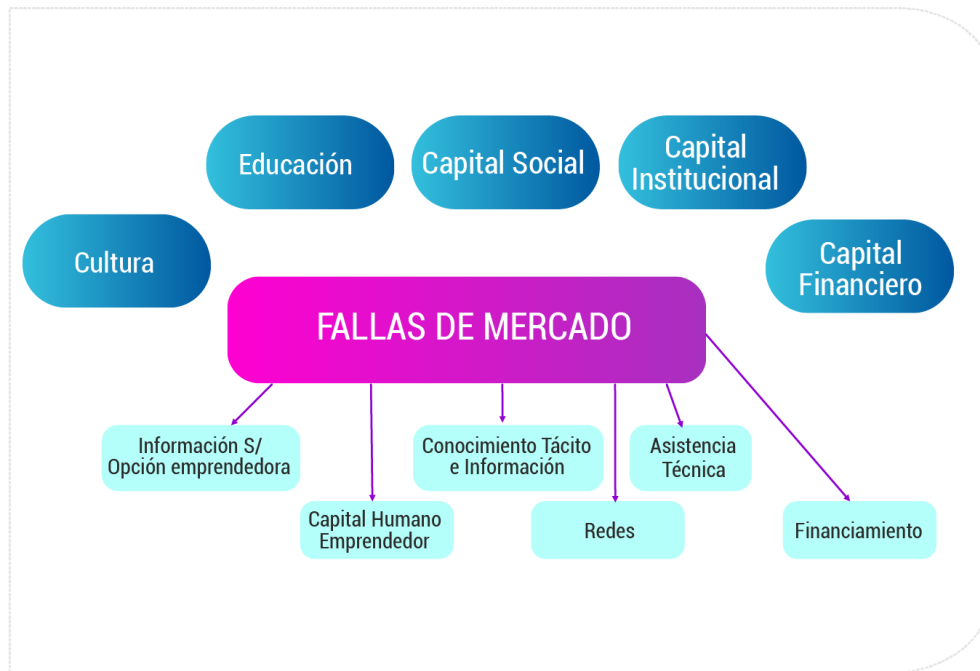 Cultura
Educación
Capital Social
Capital
Institucional
Capital
Financiero
FALLAS DE MERCADO
Información S/
Opción emprendedora
Capital Humano
Emprendedor
Conocimiento Tácito
e Información
Redes
Asistencia
Técnica
Financiamiento